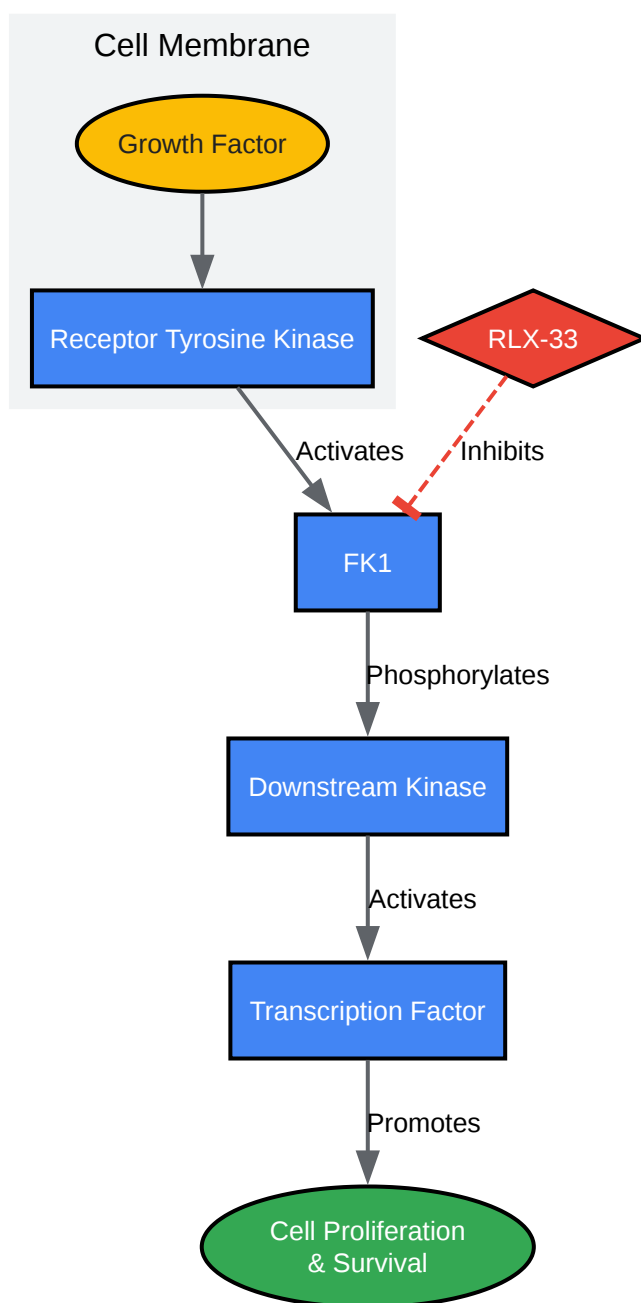 Cell Membrane
Growth Factor
Receptor Tyrosine Kinase
RLX-33
Activates
Inhibits
FK1
Phosphorylates
Downstream Kinase
Activates
Transcription Factor
Promotes
Cell Proliferation
& Survival